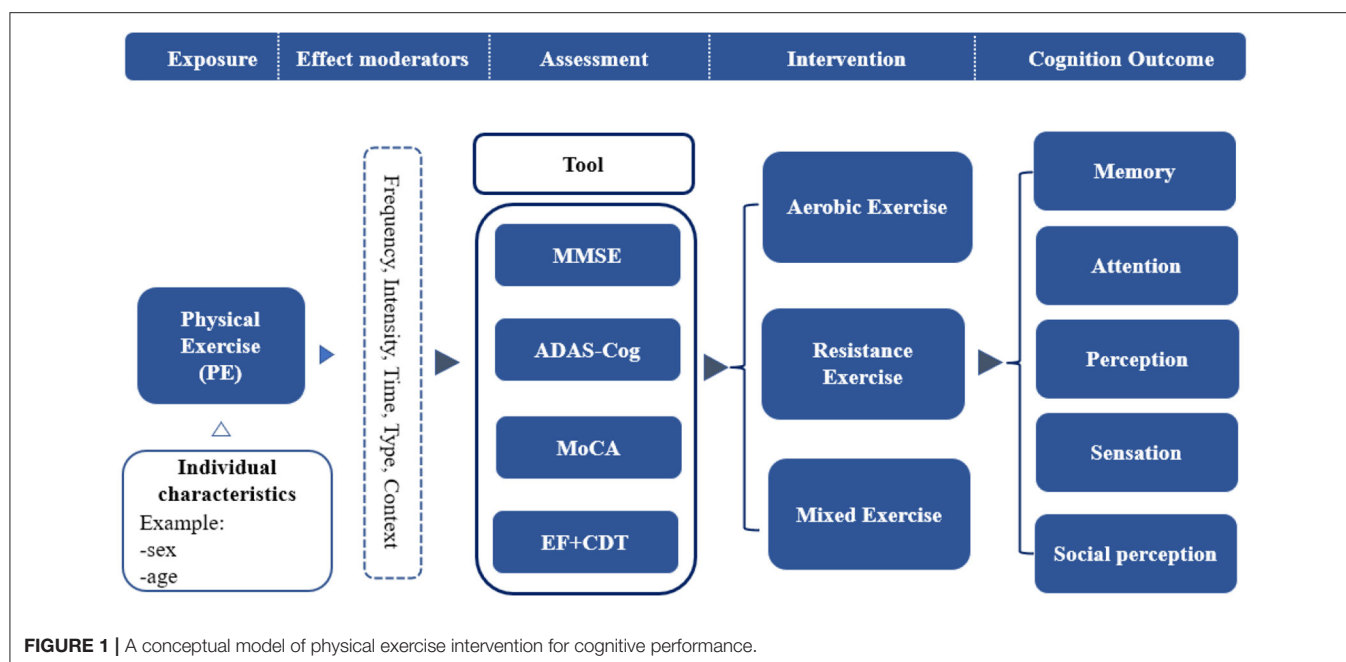 Exposure
Effect moderators
Assessment
Intervention
Cognition Outcome
Physical
Exercise
(PE)
Individual
characteristics
Example:
-sex
-age
Frequency, Intensity, Time, Type, Context
Tool
MMSE
ADAS-Cog
MoCA
EF+CDT
Aerobic Exercise
Resistance
Exercise
Mixed Exercise
Memory
Attention
Perception
Sensation
Social perception
FIGURE 1 | A conceptual model of physical exercise intervention for cognitive performance.